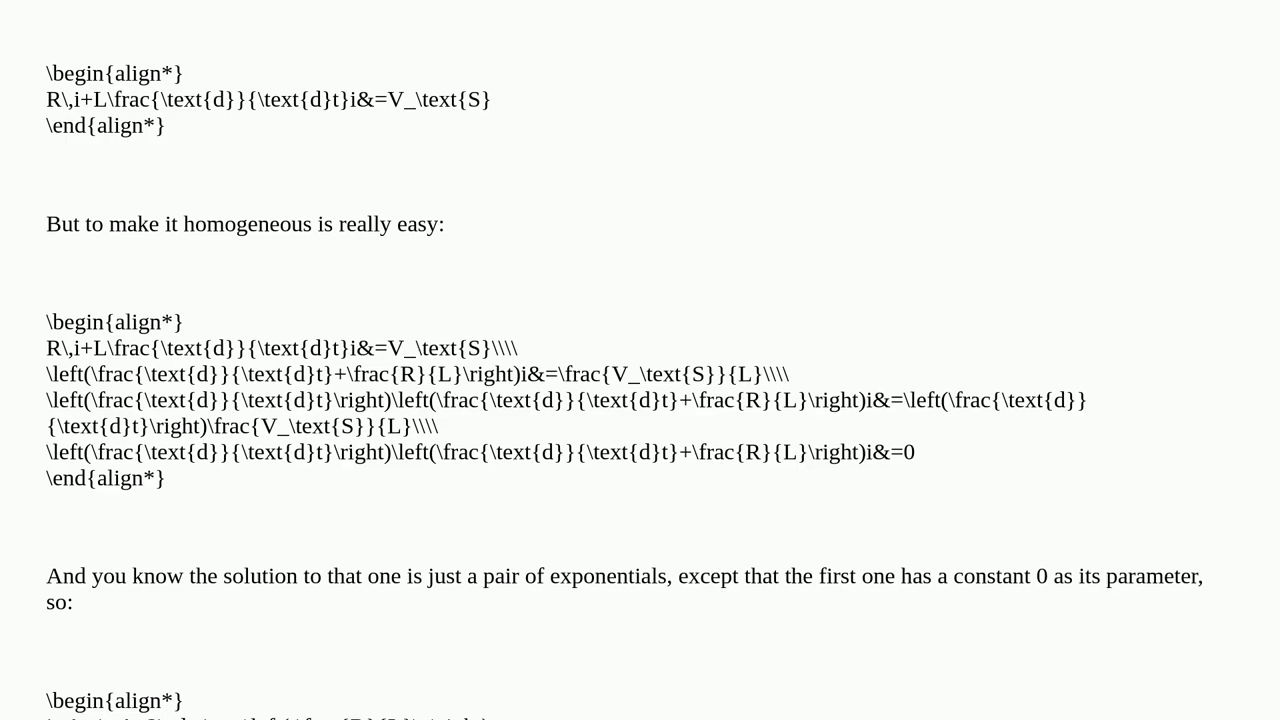 \begin{align*}
R\,i+L\frac{\text{d}}{\text{d}t}i&=V_\text{S}
\end{align*}
But to make it homogeneous is really easy:
\begin{align*}
R\,i+L\frac{\text{d}}{\text{d}t}i&=V_\text{S}\\\\
\left(\frac{\text{d}}{\text{d}t}+\frac{R}{L}\right)i&=\frac{V_\text{S}}{L}\\\\
\left(\frac{\text{d}}{\text{d}t}\right)\left(\frac{\text{d}}{\text{d}t}+\frac{R}{L}\right)i&=\left(\frac{\text{d}}
{\text{d}t}\right)\frac{V_\text{S}}{L}\\\\
\left(\frac{\text{d}}{\text{d}t}\right)\left(\frac{\text{d}}{\text{d}t}+\frac{R}{L}\right)i&=0
\end{align*}
And you know the solution to that one is just a pair of exponentials, except that the first one has a constant 0 as its parameter,
so:
\begin{align*}